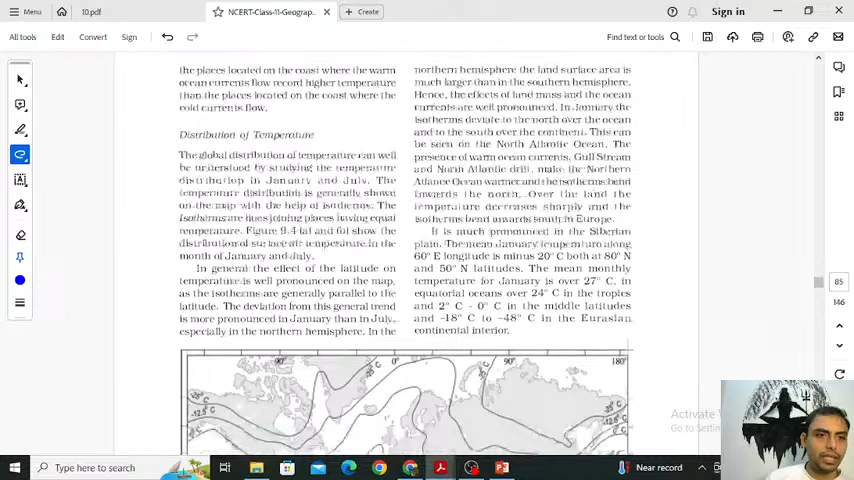 Menu
10.pdf
NCERT-Class-11-Geograp...
Create
Sign in
All tools
Edit
Convert
Sign
Find text or tools
the places located on the coast where the warm
ocean currents flow record higher temperature
than the places located on the coast where the
cold currents flow.
Distribution of Temperature
The global distribution of temperature can well
be understood by studying the temperature
distribution in January and July. The
temperature distribution is generally shown
on the map with the help of isotherms. The
Isotherms are lines joining places having equal
temperature. Figure 9.4 (a) and (b) show the
distribution of surface air temperature in the
month of January and July.
In general the effect of the latitude on
temperature is well pronounced on the map,
as the isotherms are generally parallel to the
latitude. The deviation from this general trend
is more pronounced in January than in July,
especially in the northern hemisphere. In the
northern hemisphere the land surface area is
much larger than in the southern hemisphere.
Hence, the effects of land mass and the ocean
currents are well pronounced. In January the
isotherms deviate to the north over the ocean
and to the south over the continent. This can
be seen on the North Atlantic Ocean. The
presence of warm ocean currents, Gulf Stream
and North Atlantic drift, make the Northern
Atlantic Ocean warmer and the isotherms bend
towards the north. Over the land the
temperature decreases sharply and the
isotherms bend towards south in Europe.
It is much pronounced in the Siberian
plain. The mean January temperature along
60° E longitude is minus 20° C both at 80° N
and 50° N latitudes. The mean monthly
temperature for January is over 27° C, in
equatorial oceans over 24° C in the tropics
and 2° C - 0° C in the middle latitudes
and –18° C to –48° C in the Eurasian
continental interior.
90°
0°
90°
180°
85
146
Activate
Go to Setting
Type here to search
Near record